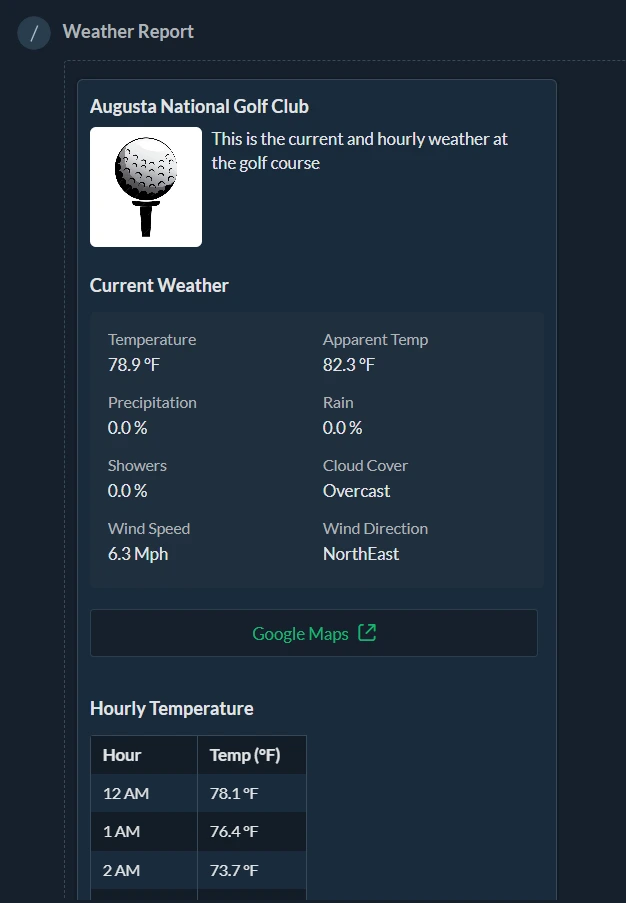 / Weather Report
Augusta National Golf Club
This is the current and hourly weather at
the golf course
Current Weather
Temperature Apparent Temp
78.9 °F 82.3 °F
Precipitation Rain
0.0 % 0.0 %
Showers Cloud Cover
0.0 % Overcast
Wind Speed Wind Direction
6.3 Mph NorthEast
Google Maps
Hourly Temperature
Hour Temp (°F)
12 AM 78.1 °F
1 AM 76.4 °F
2 AM 73.7 °F